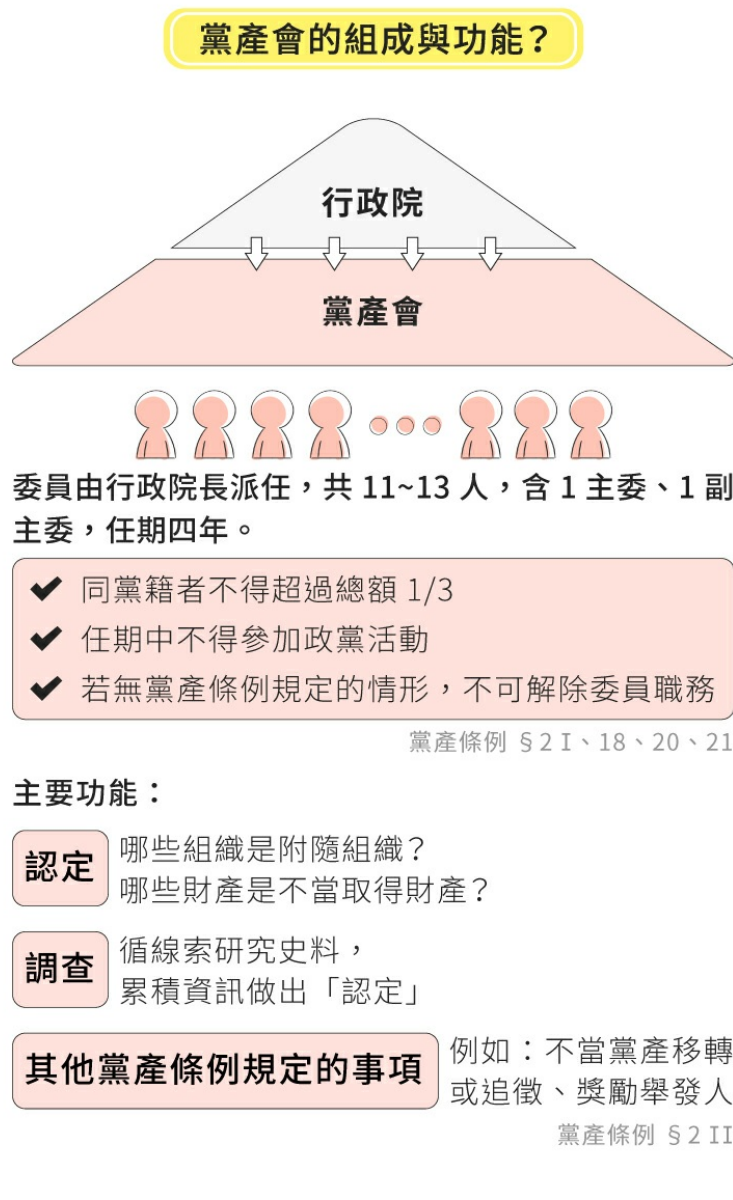 黨產會的組成與功能？
行政院
黨產會
委員由行政院長派任，共 11~13 人，含 1 主委、1 副
主委，任期四年。
✔ 同黨籍者不得超過總額 1/3
✔ 任期中不得參加政黨活動
✔ 若無黨產條例規定的情形，不可解除委員職務
黨產條例 §2 I、18、20、21
主要功能：
認定
哪些組織是附隨組織？
哪些財產是不當取得財產？
調查
循線索研究史料，
累積資訊做出「認定」
其他黨產條例規定的事項
例如：不當黨產移轉
或追徵、獎勵舉發人
黨產條例 §2 II